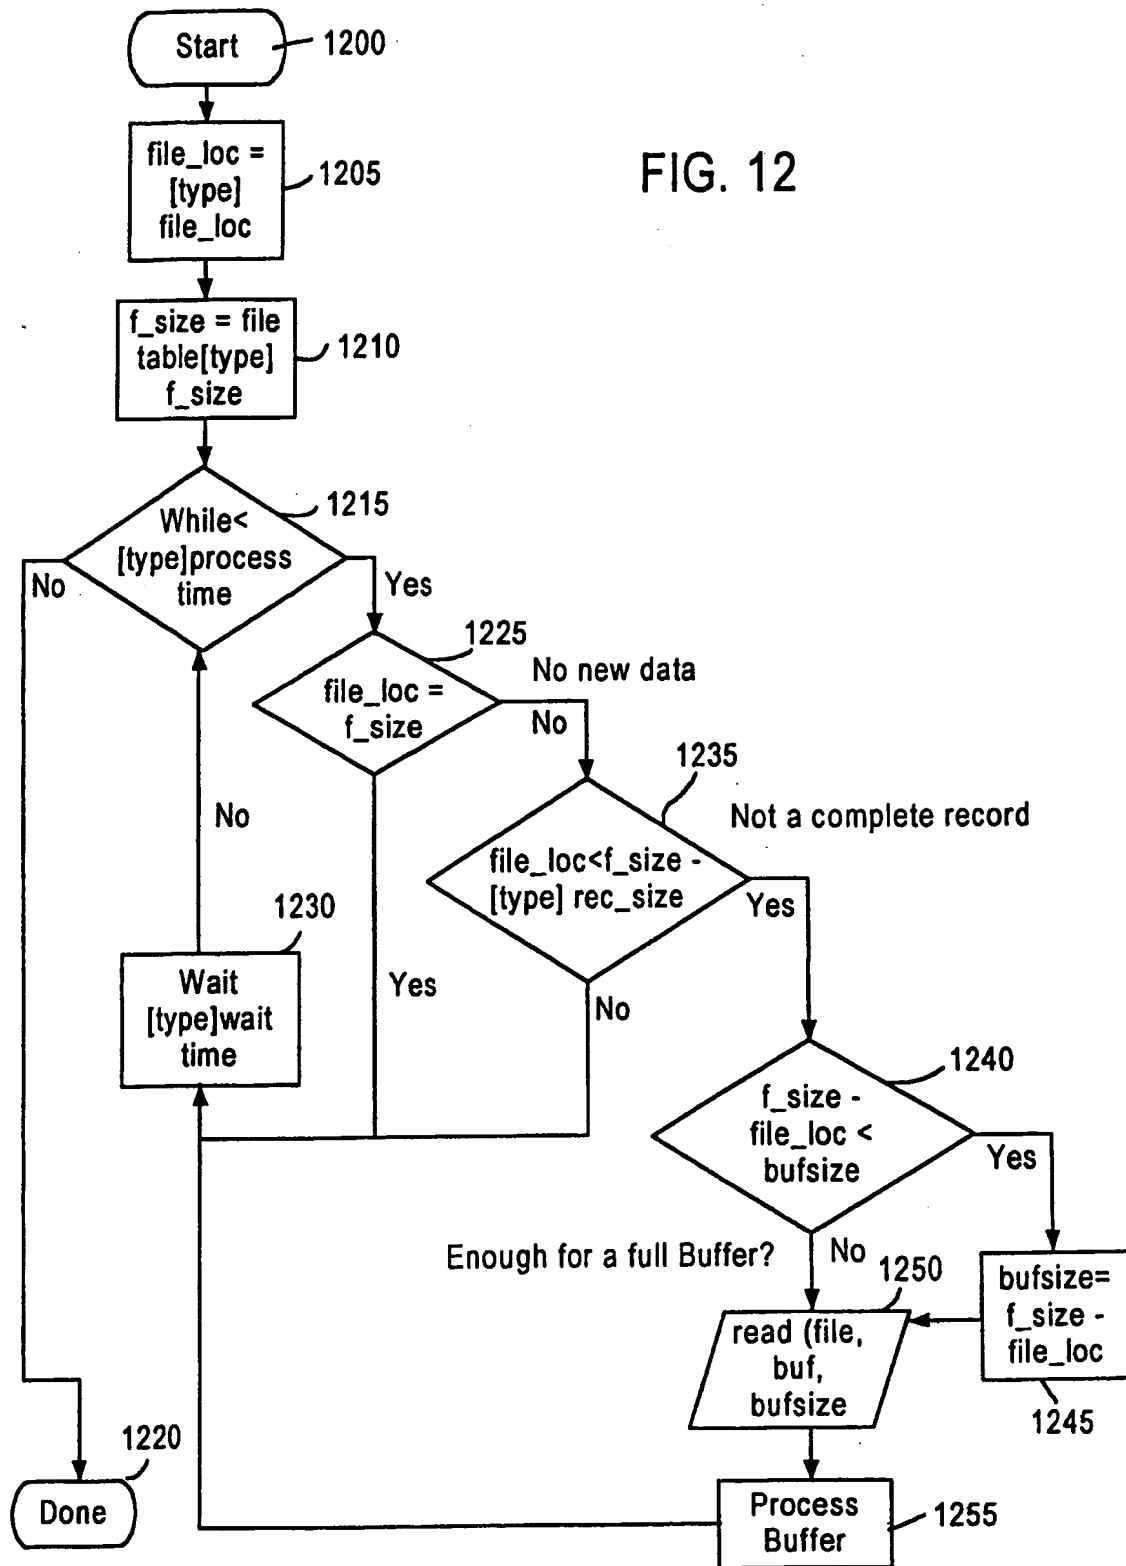 Start
1200
file_loc =
[type]
file_loc
1205
FIG. 12
f_size = file
table[type]
f_size
1210
While<
[type]process
time
1215
No
Yes
file_loc =
f_size
1225
No new data
No
file_loc<f_size -
[type] rec_size
1235
Not a complete record
Yes
No
Wait
[type]wait
time
1230
Yes
No
f_size -
file_loc <
bufsize
1240
Yes
Enough for a full Buffer?
No
bufsize=
f_size -
file_loc
1245
read (file,
buf,
bufsize
1250
Process
Buffer
1255
Done
1220